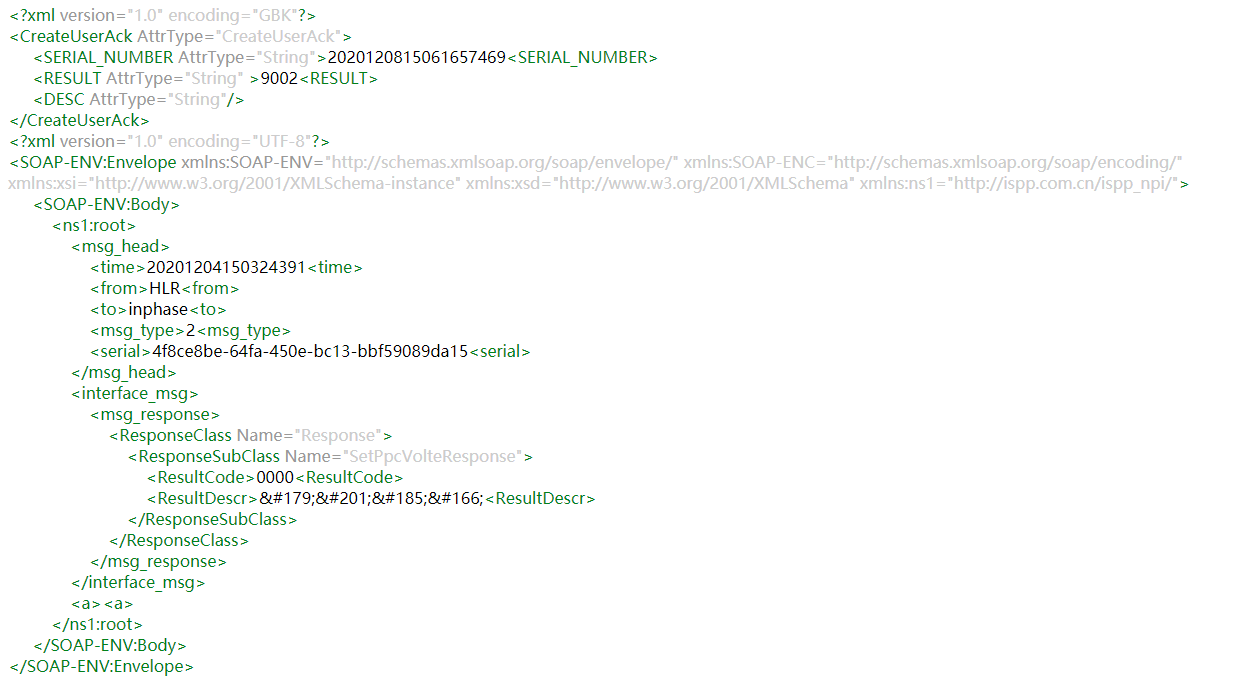 <?xml version="1.0" encoding="GBK"?>
<CreateUserAck AttrType="CreateUserAck">
<SERIAL_NUMBER AttrType="String">2020120815061657469<SERIAL_NUMBER>
<RESULT AttrType="String" >9002<RESULT>
<DESC AttrType="String"/>
</CreateUserAck>
<?xml version="1.0" encoding="UTF-8"?>
<SOAP-ENV:Envelope xmlns:SOAP-ENV="http://schemas.xmlsoap.org/soap/envelope/" xmlns:SOAP-ENC="http://schemas.xmlsoap.org/soap/encoding/"
xmlns:xsi="http://www.w3.org/2001/XMLSchema-instance" xmlns:xsd="http://www.w3.org/2001/XMLSchema" xmlns:ns1="http://ispp.com.cn/ispp_npi/">
<SOAP-ENV:Body>
<ns1:root>
<msg_head>
<time>20201204150324391<time>
<from>HLR<from>
<to>inphase<to>
<msg_type>2<msg_type>
<serial>4f8ce8be-64fa-450e-bc13-bbf59089da15<serial>
</msg_head>
<interface_msg>
<msg_response>
<ResponseClass Name="Response">
<ResponseSubClass Name="SetPpcVolteResponse">
<ResultCode>0000<ResultCode>
<ResultDescr>&#179;&#201;&#185;&#166;<ResultDescr>
</ResponseSubClass>
</ResponseClass>
</msg_response>
</interface_msg>
<a><a>
</ns1:root>
</SOAP-ENV:Body>
</SOAP-ENV:Envelope>